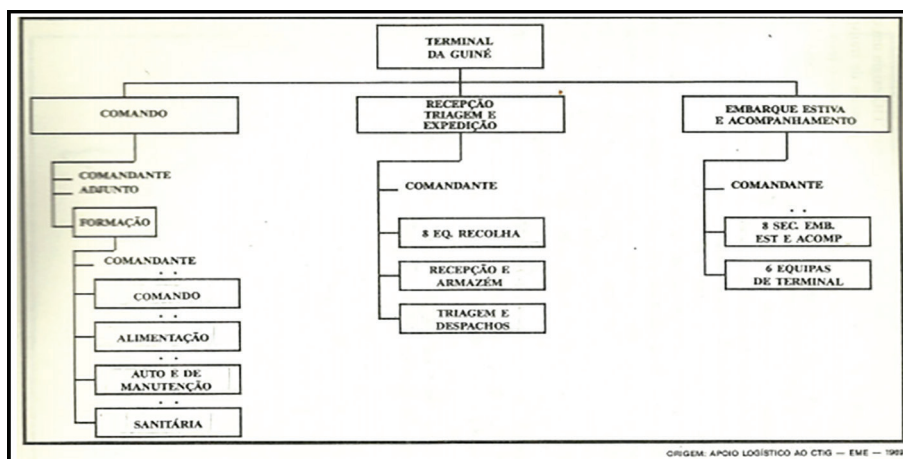 TERMINAL
DA GUINÉ
COMANDO
COMANDANTE
ADJUNTO
FORMAÇÃO
COMANDANTE
COMANDO
ALIMENTAÇÃO
AUTO E DE
MANUTENÇÃO
SANITÁRIA
RECEPÇÃO
TRIAGEM E
EXPEDIÇÃO
COMANDANTE
8 EQ. RECOLHA
RECEPÇÃO E
ARMAZÉM
TRIAGEM E
DESPACHOS
EMBARQUE ESTIVA
E ACOMPANHAMENTO
COMANDANTE
8 SEC. EMB.
EST E ACOMP
6 EQUIPAS
DE TERMINAL
ORIGEM: APOIO LOGÍSTICO AO CTIG — EME — 1969